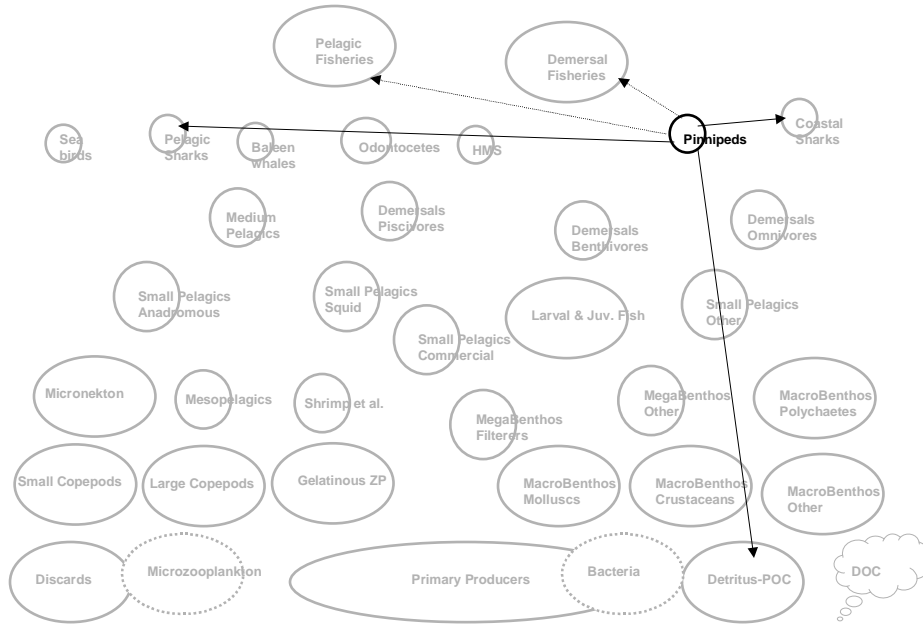 Pelagic
Fisheries
Demersal
Fisheries
Sea
birds
Pelagic
Sharks
Baleen
whales
Odontocetes
HMS
Pinnipeds
Coastal
Sharks
Medium
Pelagics
Demersals
Piscivores
Demersals
Benthivores
Demersals
Omnivores
Small Pelagics
Anadromous
Small Pelagics
Squid
Small Pelagics
Commercial
Larval & Juv. Fish
Small Pelagics
Other
Micronekton
Mesopelagics
Shrimp et al.
MegaBenthos
Filterers
MegaBenthos
Other
MacroBenthos
Polychaetes
Small Copepods
Large Copepods
Gelatinous ZP
MacroBenthos
Molluscs
MacroBenthos
Crustaceans
MacroBenthos
Other
Discards
Microzooplankton
Primary Producers
Bacteria
Detritus-POC
DOC